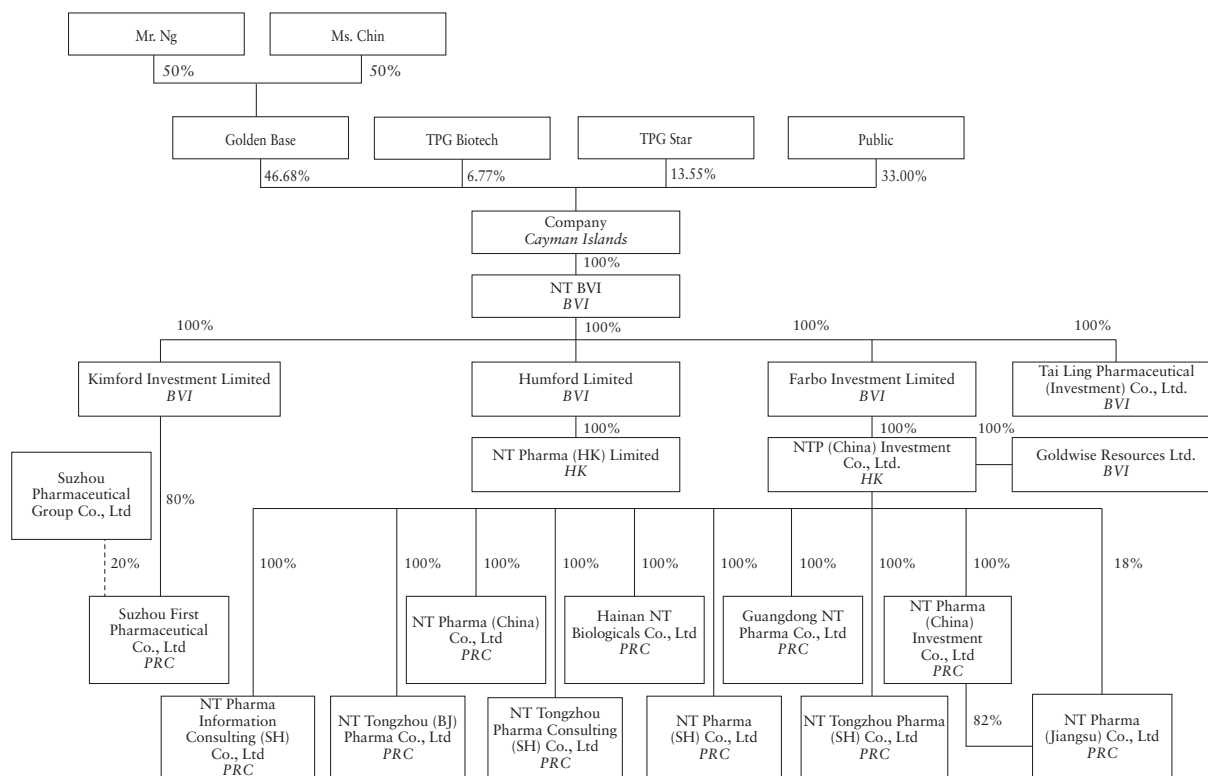 Mr. Ng
Ms. Chin
50%
50%
Golden Base
TPG Biotech
TPG Star
Public
46.68%
6.77%
13.55%
33.00%
Company
Cayman Islands
100%
NT BVI
BVI
100%
100%
100%
100%
Kimford Investment Limited
BVI
Humford Limited
BVI
Farbo Investment Limited
BVI
Tai Ling Pharmaceutical
(Investment) Co., Ltd.
BVI
100%
100%
100%
Suzhou
Pharmaceutical
Group Co., Ltd
80%
NT Pharma (HK) Limited
HK
NTP (China) Investment
Co., Ltd.
HK
Goldwise Resources Ltd.
BVI
20%
100%
100%
100%
100%
100%
100%
100%
100%
100%
18%
Suzhou First
Pharmaceutical
Co., Ltd
PRC
NT Pharma (China)
Co., Ltd
PRC
Hainan NT
Biologicals Co., Ltd
PRC
Guangdong NT
Pharma Co., Ltd
PRC
NT Pharma
(China)
Investment
Co., Ltd
PRC
NT Pharma
Information
Consulting (SH)
Co., Ltd
PRC
NT Tongzhou (BJ)
Pharma Co., Ltd
PRC
NT Tongzhou
Pharma Consulting
(SH) Co., Ltd
PRC
NT Pharma
(SH) Co., Ltd
PRC
NT Tongzhou Pharma
(SH) Co., Ltd
PRC
82%
NT Pharma
(Jiangsu) Co., Ltd
PRC